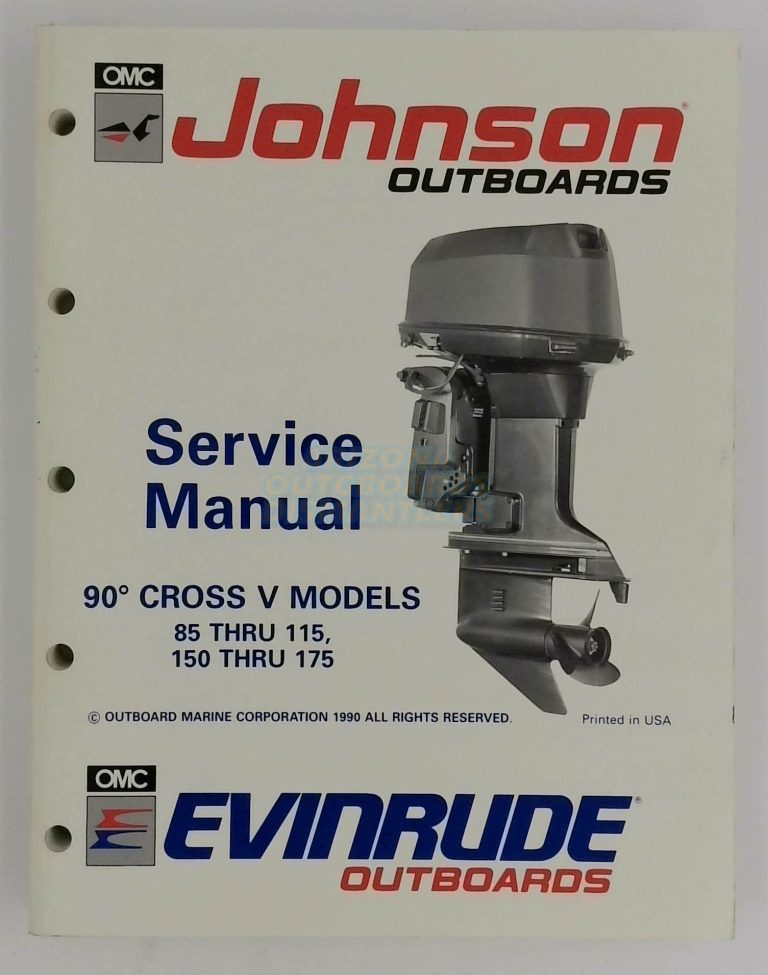 OMC
Johnson®
OUTBOARDS
Service
Manual
90° CROSS V MODELS
85 THRU 115,
150 THRU 175
© OUTBOARD MARINE CORPORATION 1990 ALL RIGHTS RESERVED.
Printed in USA
OMC
EVINRUDE®
OUTBOARDS